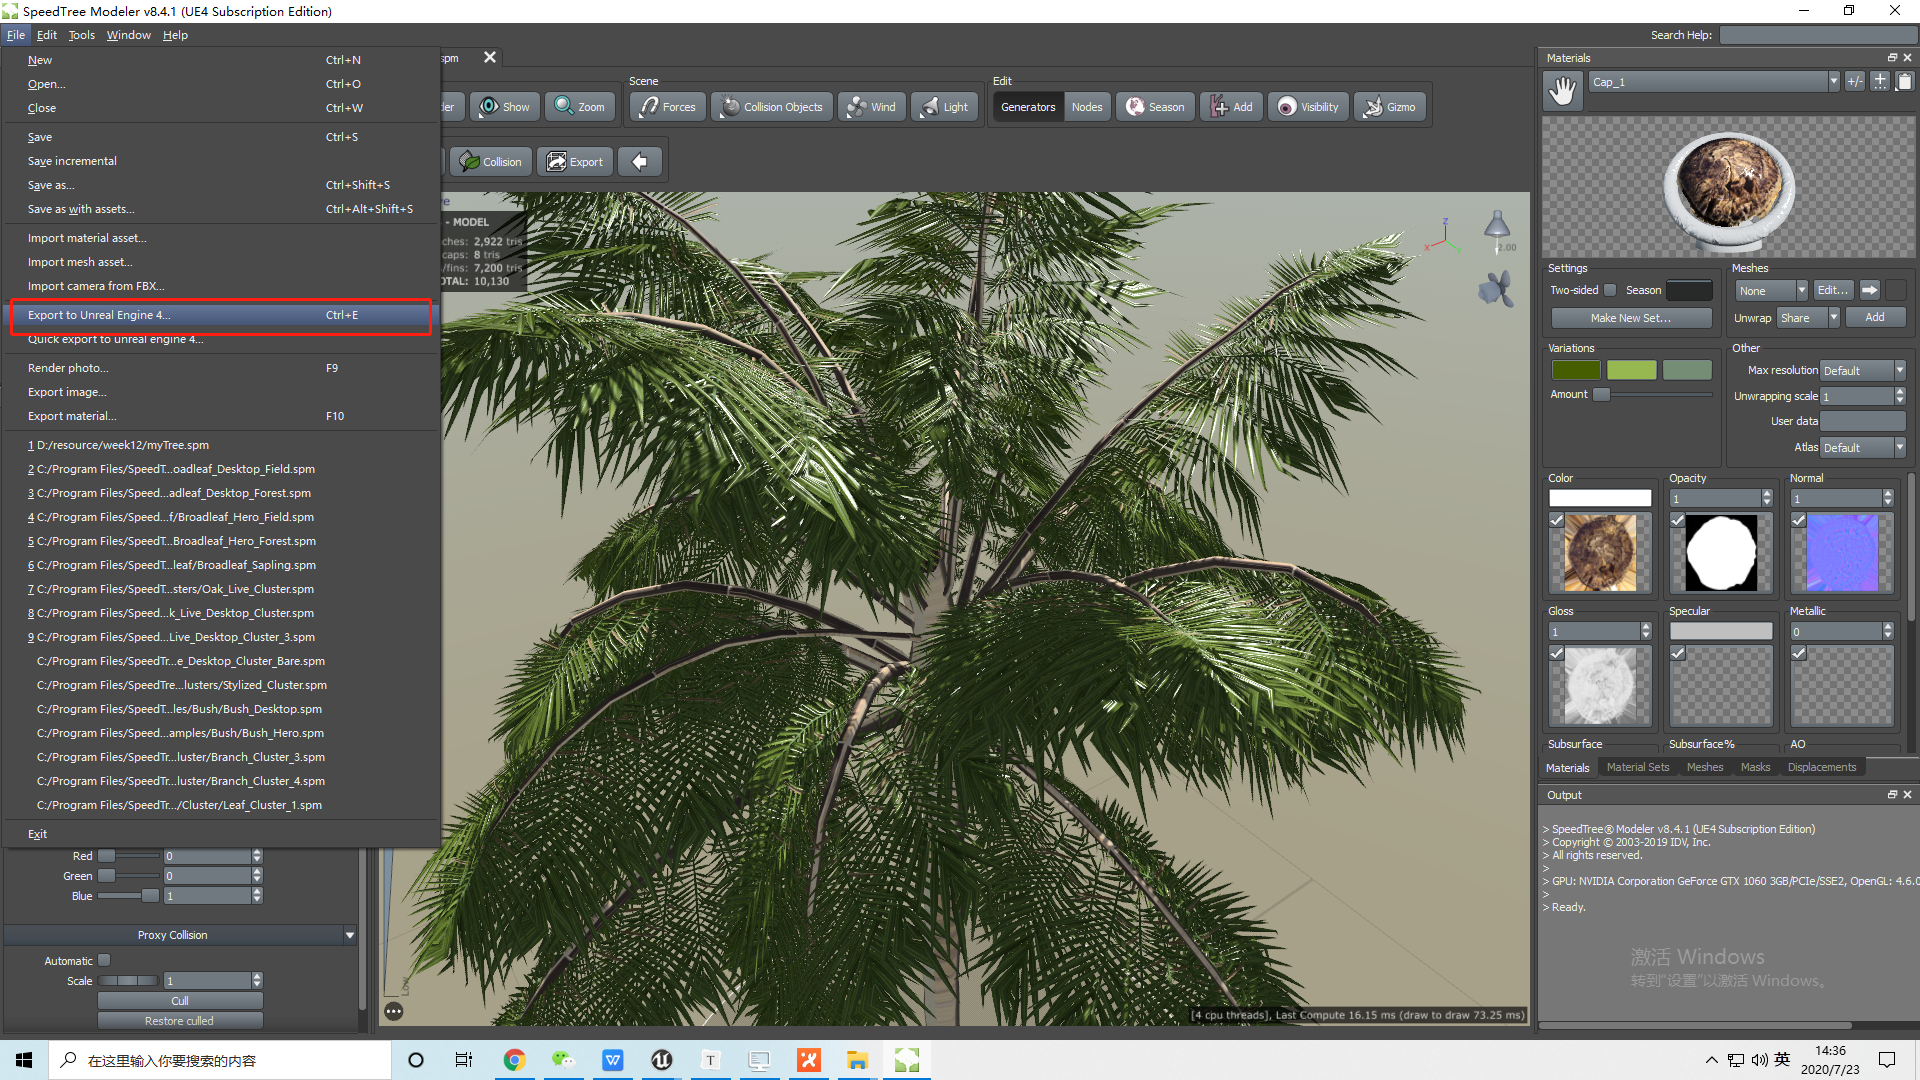 SpeedTree Modeler v8.4.1 (UE4 Subscription Edition)
File Edit Tools Window Help
Search Help:
New Ctrl+N
Open... Ctrl+O
Close Ctrl+W
Save Ctrl+S
Save incremental
Save as... Ctrl+Shift+S
Save as with assets... Ctrl+Alt+Shift+S
Import material asset...
Import mesh asset...
Import camera from FBX...
Export to Unreal Engine 4... Ctrl+E
Quick export to unreal engine 4...
Render photo... F9
Export image...
Export material... F10
1 D:/resource/week12/myTree.spm
2 C:/Program Files/SpeedT...oadleaf_Desktop_Field.spm
3 C:/Program Files/Speed...adleaf_Desktop_Forest.spm
4 C:/Program Files/Speed...f/Broadleaf_Hero_Field.spm
5 C:/Program Files/SpeedT...Broadleaf_Hero_Forest.spm
6 C:/Program Files/SpeedT...leaf/Broadleaf_Sapling.spm
7 C:/Program Files/SpeedT...sters/Oak_Live_Cluster.spm
8 C:/Program Files/Speed...k_Live_Desktop_Cluster.spm
9 C:/Program Files/Speed...Live_Desktop_Cluster_3.spm
C:/Program Files/SpeedTr...e_Desktop_Cluster_Bare.spm
C:/Program Files/SpeedTre...lusters/Stylized_Cluster.spm
C:/Program Files/SpeedT...les/Bush/Bush_Desktop.spm
C:/Program Files/SpeedT...amples/Bush/Bush_Hero.spm
C:/Program Files/SpeedTr...luster/Branch_Cluster_3.spm
C:/Program Files/SpeedTr...luster/Branch_Cluster_4.spm
C:/Program Files/SpeedTr.../Cluster/Leaf_Cluster_1.spm
Exit
Red 0
Green 0
Blue 1
Proxy Collision
Automatic
Scale 1
Cull
Restore culled
spm
der Show Zoom
Scene
Forces Collision Objects Wind Light
Edit
Generators Nodes Season Add Visibility Gizmo
Collision Export
ve
- MODEL
ches: 2,922 tris
caps: 8 tris
/fins: 7,200 tris
OTAL: 10,130
z
x
2.00
[4 cpu threads], Last Compute 16.15 ms (draw to draw 73.25 ms)
Materials
Cap_1
+/-
Settings
Two-sided Season
Make New Set...
Meshes
None Edit...
Unwrap Share Add
Variations
Amount
Other
Max resolution Default
Unwrapping scale 1
User data
Atlas Default
Color Opacity Normal
1 1
Gloss Specular Metallic
1 0
Subsurface Subsurface% AO
Materials Material Sets Meshes Masks Displacements
Output
> SpeedTree® Modeler v8.4.1 (UE4 Subscription Edition)
> Copyright © 2003-2019 IDV, Inc.
> All rights reserved.
>
> GPU: NVIDIA Corporation GeForce GTX 1060 3GB/PCIe/SSE2, OpenGL: 4.6.0
>
> Ready.
激活 Windows
转到"设置"以激活 Windows。
在这里输入你要搜索的内容
英
14:36
2020/7/23